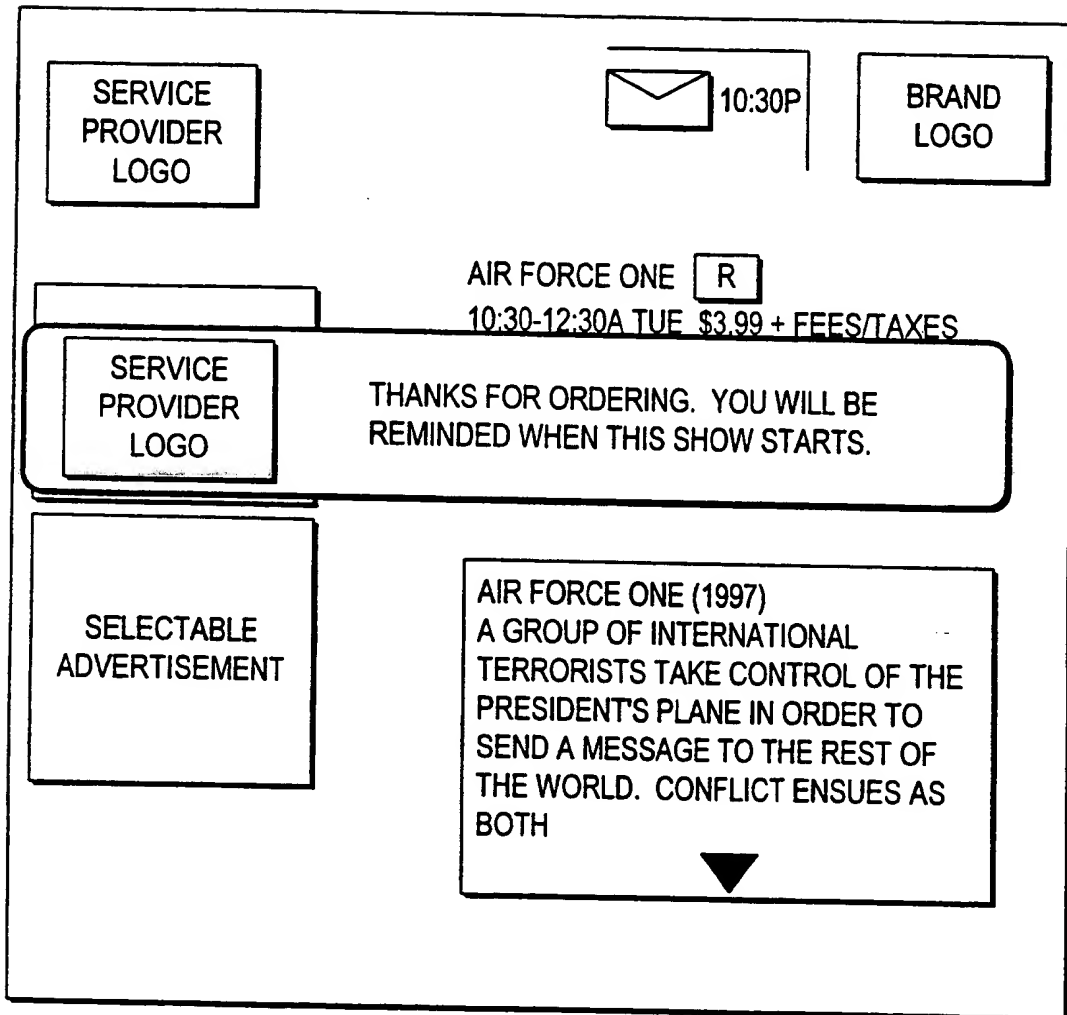 SERVICE
PROVIDER
LOGO
10:30P
BRAND
LOGO
AIR FORCE ONE R
10:30-12:30A TUE $3.99 + FEES/TAXES
SERVICE
PROVIDER
LOGO
THANKS FOR ORDERING. YOU WILL BE
REMINDED WHEN THIS SHOW STARTS.
SELECTABLE
ADVERTISEMENT
AIR FORCE ONE (1997)
A GROUP OF INTERNATIONAL
TERRORISTS TAKE CONTROL OF THE
PRESIDENT'S PLANE IN ORDER TO
SEND A MESSAGE TO THE REST OF
THE WORLD. CONFLICT ENSUES AS
BOTH